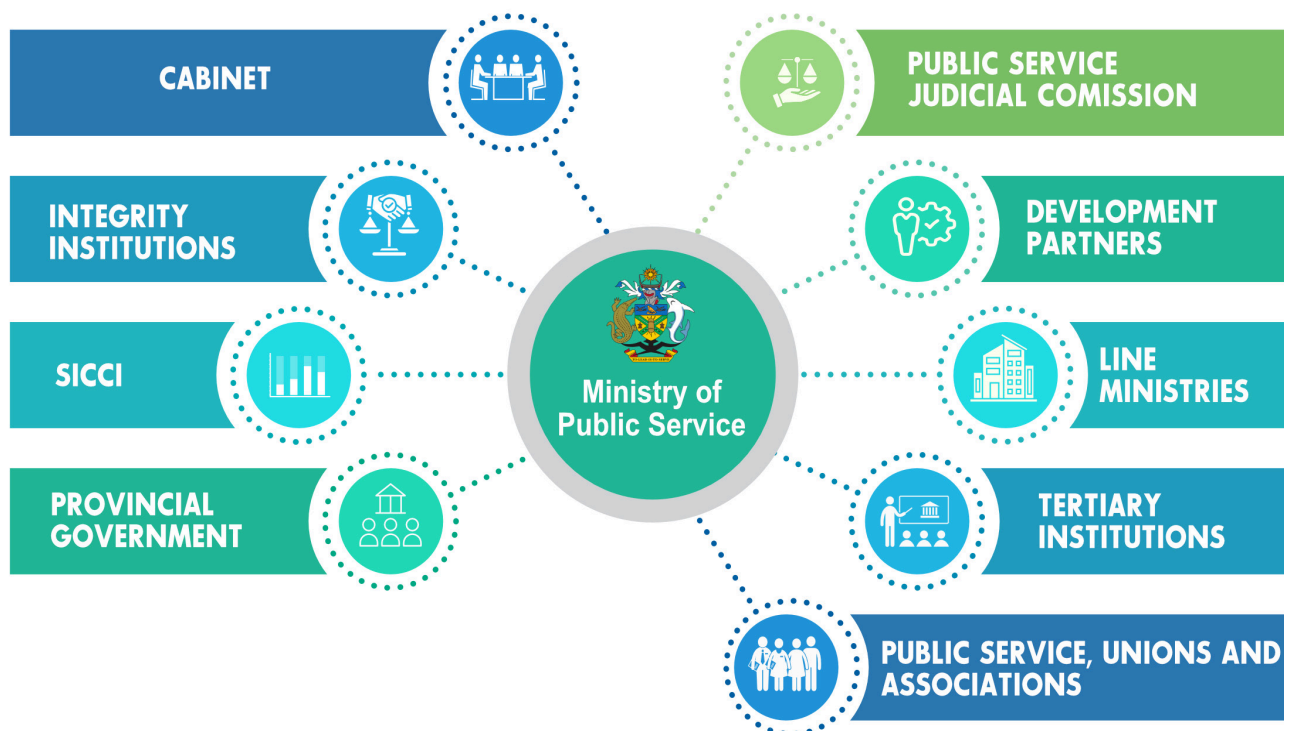 CABINET
INTEGRITY
INSTITUTIONS
SICCI
PROVINCIAL
GOVERNMENT
Ministry of
Public Service
PUBLIC SERVICE
JUDICIAL COMISSION
DEVELOPMENT
PARTNERS
LINE
MINISTRIES
TERTIARY
INSTITUTIONS
PUBLIC SERVICE, UNIONS AND
ASSOCIATIONS